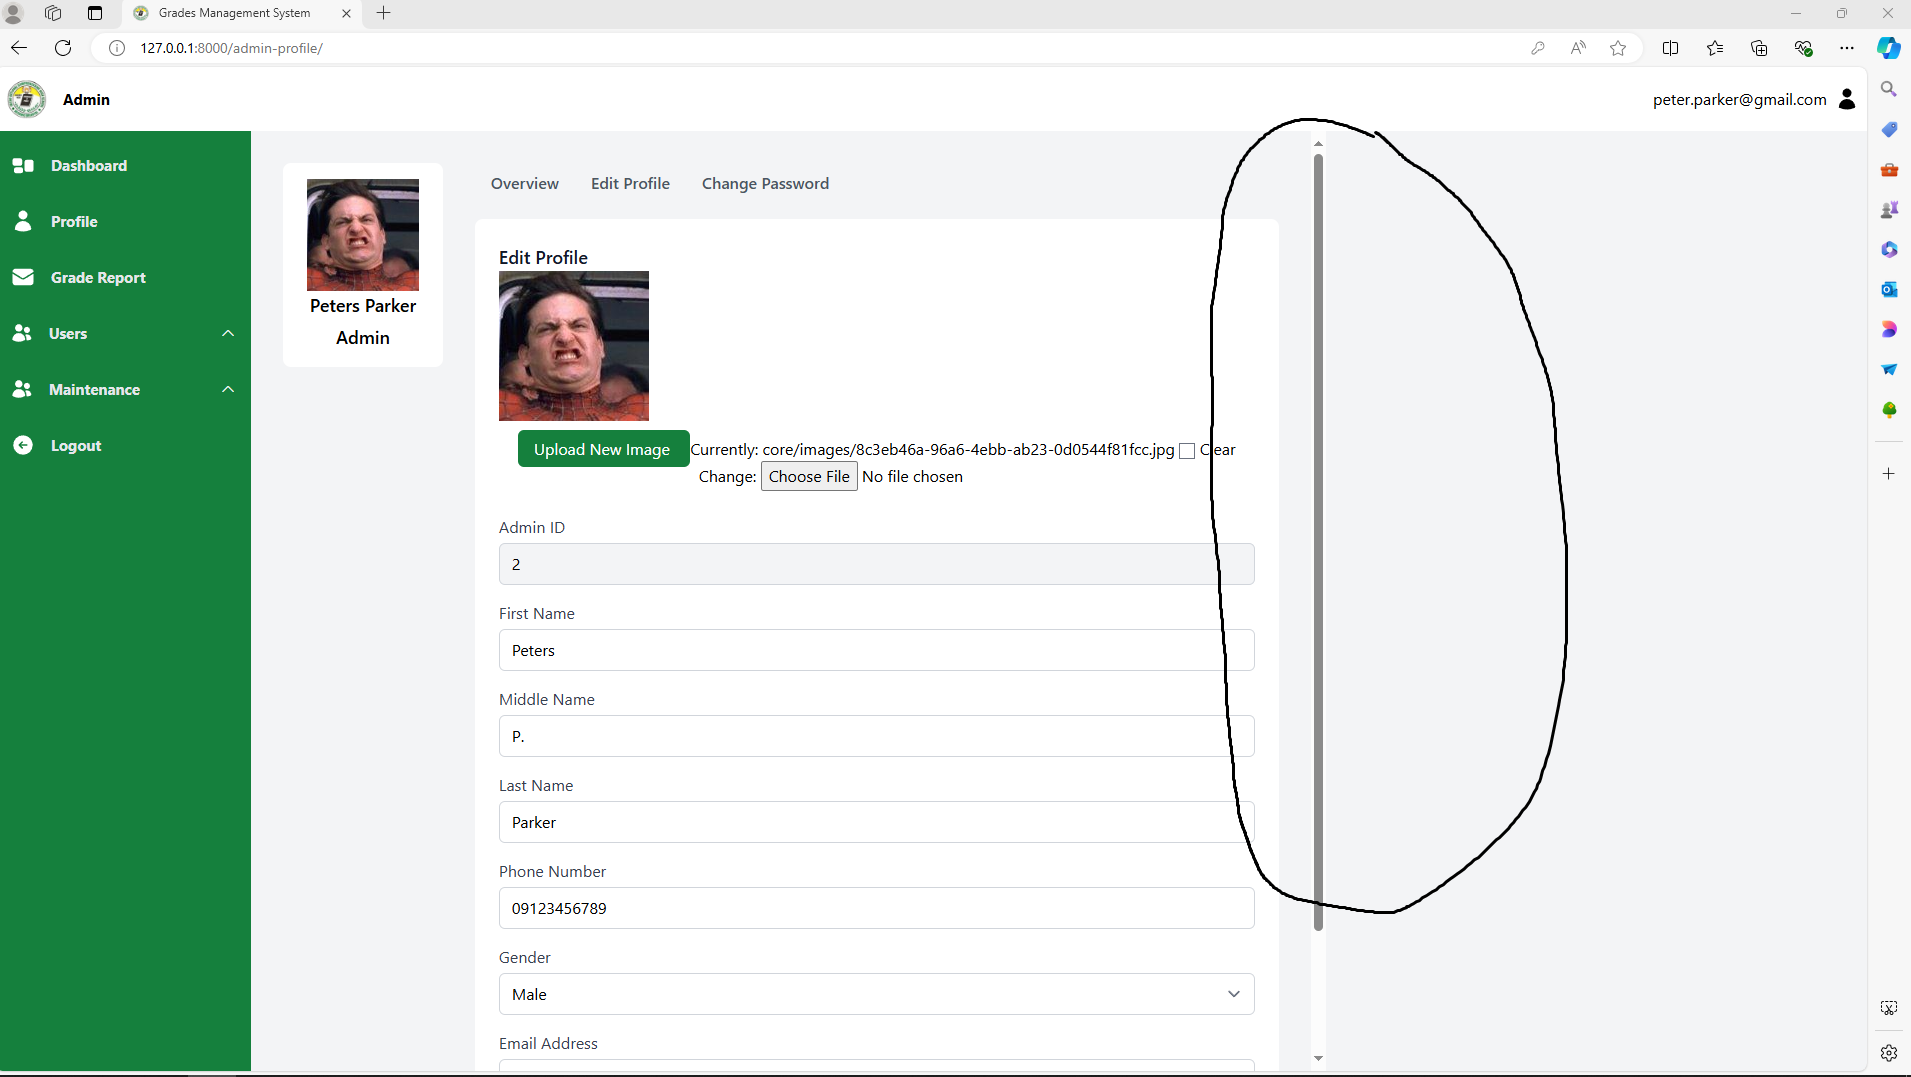 Grades Management System
127.0.0.1:8000/admin-profile/
Admin
peter.parker@gmail.com
Dashboard
Profile
Grade Report
Users
Maintenance
Logout
Peters Parker
Admin
Overview Edit Profile Change Password
Edit Profile
Upload New Image Currently: core/images/8c3eb46a-96a6-4ebb-ab23-0d0544f81fcc.jpg Clear
Change: Choose File No file chosen
Admin ID
2
First Name
Peters
Middle Name
P.
Last Name
Parker
Phone Number
09123456789
Gender
Male
Email Address